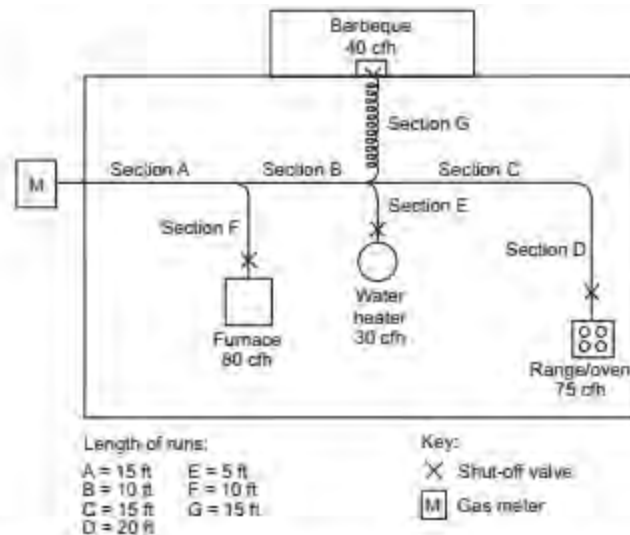 Barbeque
40 cfh
Section G
Section A
Section B
Section C
M
Section E
Section F
Section D
Water
heater
30 cfh
Furnace
80 cfh
Range/oven
75 cfh
Length of runs:
A = 15 ft E = 5 ft
B = 10 ft F = 10 ft
C = 15 ft G = 15 ft
D = 20 ft
Key:
Shut-off valve
M Gas meter